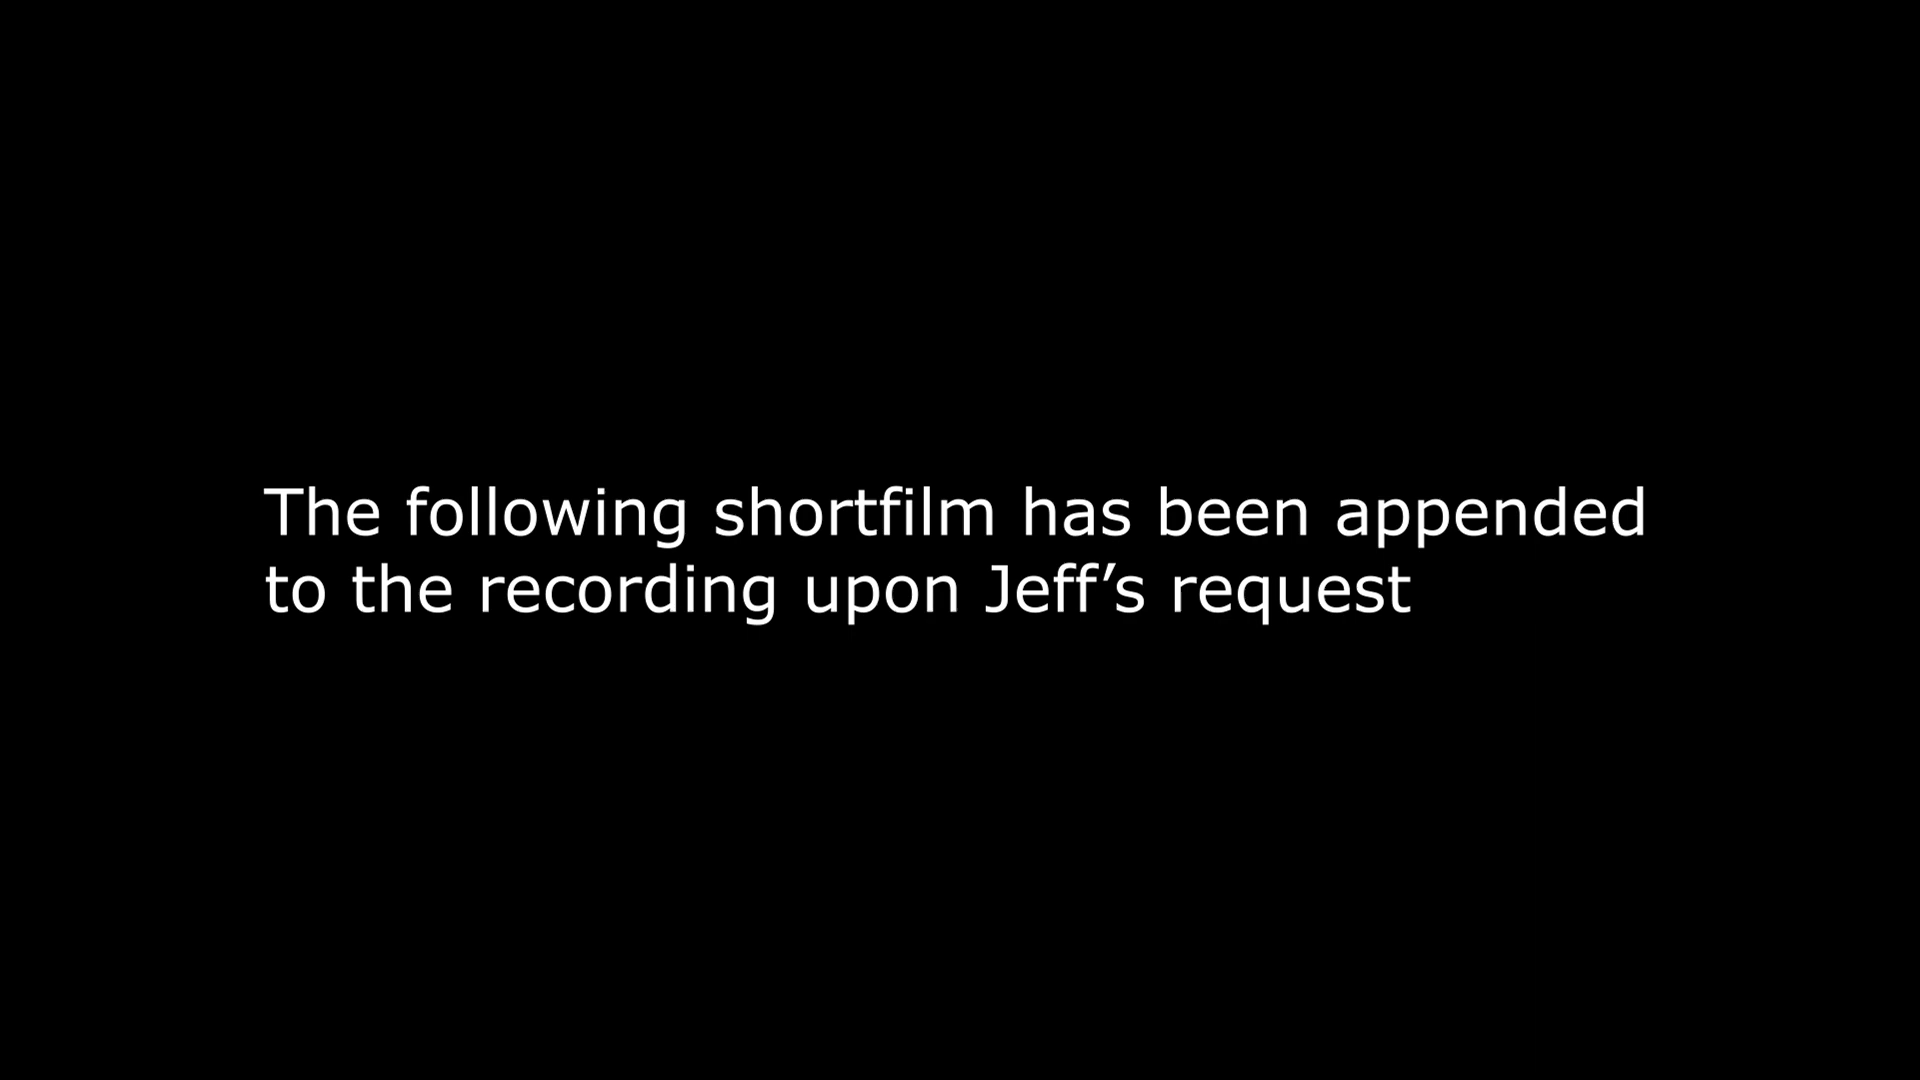 The following shortfilm has been appended
to the recording upon Jeff’s request